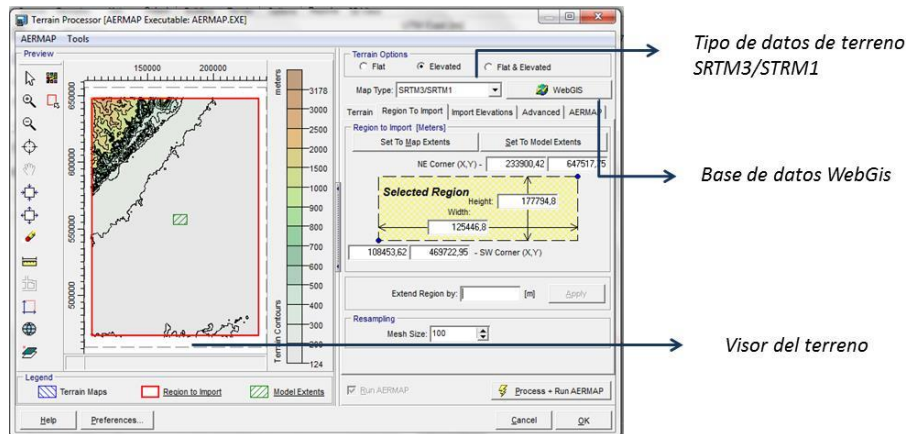 Terrain Processor [AERMAP Executable: AERMAP.EXE]
AERMAP Tools
Preview
150000 200000
650000
600000
550000
500000
meters
3178
3000
2500
2000
1500
1000
900
800
700
600
500
400
300
200
124
Terrain Contours
Legend
Terrain Maps
Region to Import
Model Extents
Help
Preferences...
Terrain Options
Flat Elevated Flat & Elevated
Map Type: SRTM3/SRTM1
WebGIS
Terrain Region To Import Import Elevations Advanced AERMAP
Region to Import [Meters]
Set To Map Extents
Set To Model Extents
NE Corner (X,Y) - 233900,42 647517,75
Selected Region
Height: 177794,8
Width:
125446,8
108453,62 469722,95 - SW Corner (X,Y)
Extend Region by: [m] Apply
Resampling
Mesh Size: 100
Run AERMAP
Process + Run AERMAP
Cancel
OK
Tipo de datos de terreno
SRTM3/STRM1
Base de datos WebGis
Visor del terreno